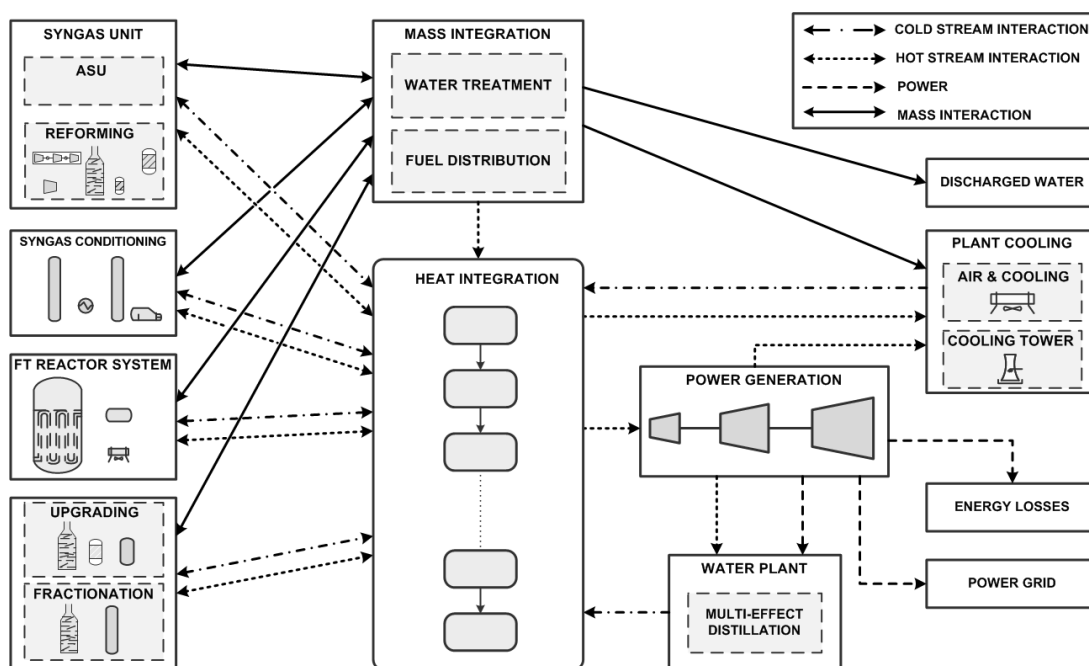 SYNGAS UNIT
ASU
REFORMING
SYNGAS CONDITIONING
FT REACTOR SYSTEM
UPGRADING
FRACTIONATION
MASS INTEGRATION
WATER TREATMENT
FUEL DISTRIBUTION
HEAT INTEGRATION
COLD STREAM INTERACTION
HOT STREAM INTERACTION
POWER
MASS INTERACTION
DISCHARGED WATER
PLANT COOLING
AIR & COOLING
COOLING TOWER
POWER GENERATION
ENERGY LOSSES
POWER GRID
WATER PLANT
MULTI-EFFECT
DISTILLATION